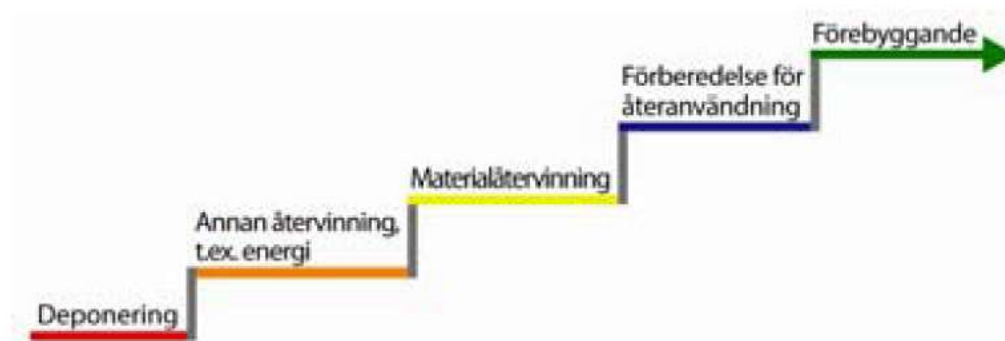 Förebyggande
Förberedelse för
återanvändning
Materialåtervinning
Annan återvinning,
t.ex. energi
Deponering